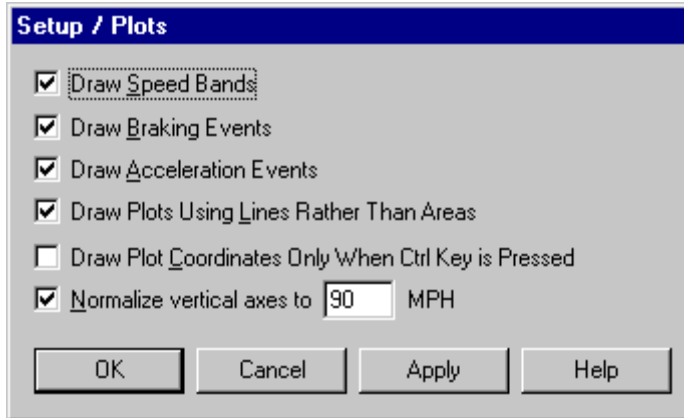 Setup / Plots
Draw Speed Bands
Draw Braking Events
Draw Acceleration Events
Draw Plots Using Lines Rather Than Areas
Draw Plot Coordinates Only When Ctrl Key is Pressed
Normalize vertical axes to 90 MPH
OK Cancel Apply Help